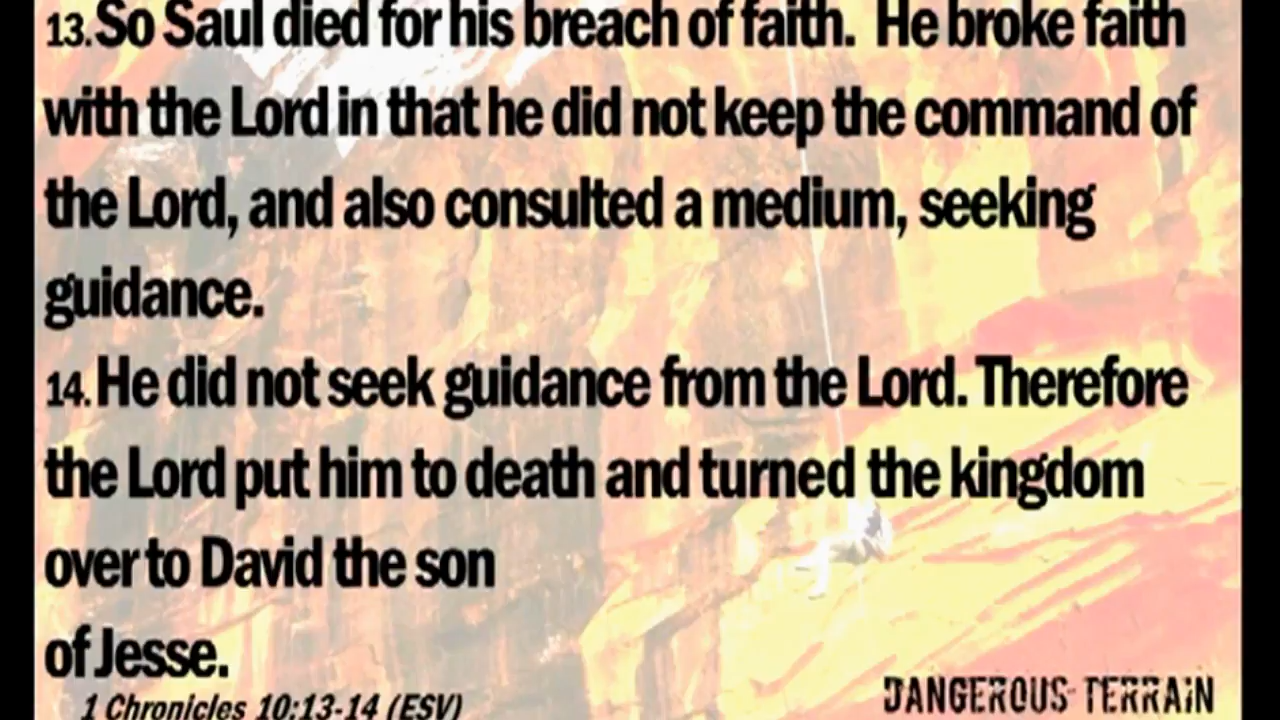 13.So Saul died for his breach of faith. He broke faith
with the Lord in that he did not keep the command of
the Lord, and also consulted a medium, seeking
guidance.
14.He did not seek guidance from the Lord. Therefore
the Lord put him to death and turned the kingdom
over to David the son
of Jesse.
1 Chronicles 10:13-14 (ESV)
DANGEROUS TERRAIN